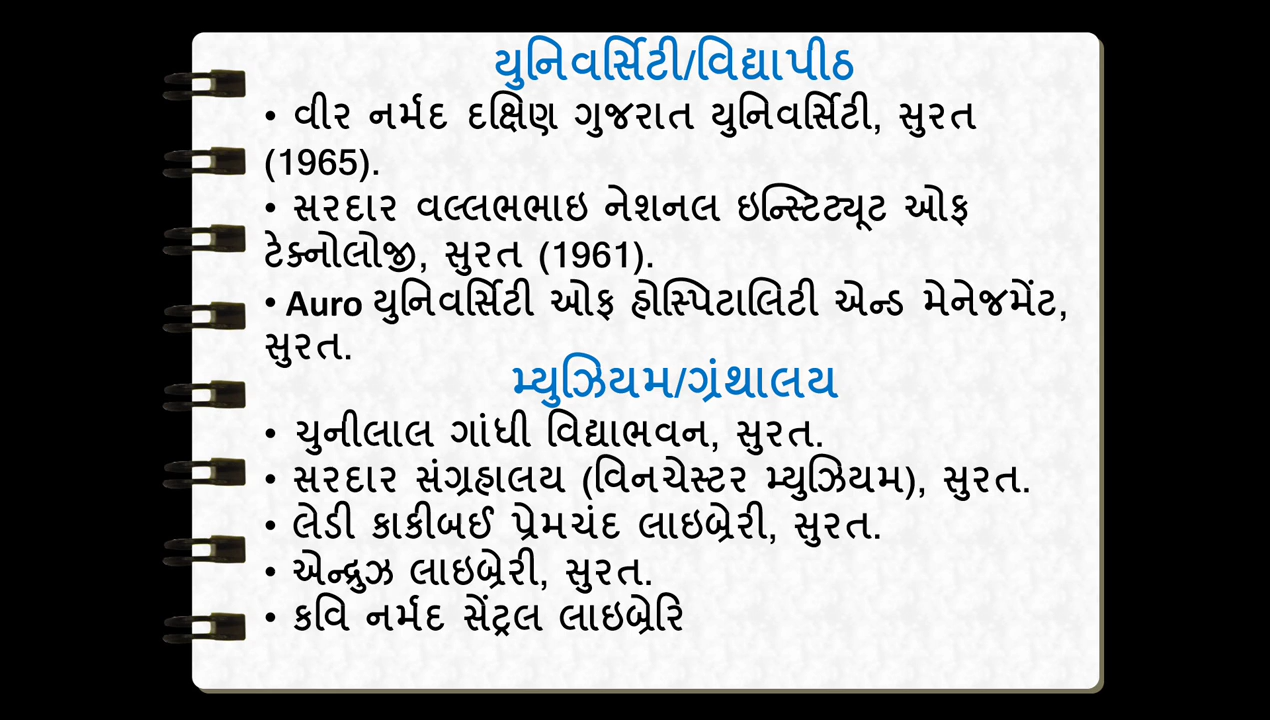 યુનિવર્સિટી/વિદ્યાપીઠ
• વીર નર્મદ દક્ષિણ ગુજરાત યુનિવર્સિટી, સુરત
(1965).
• સરદાર વલ્લભભાઇ નેશનલ ઇન્સ્ટિટ્યૂટ ઓફ
ટેક્નોલોજી, સુરત (1961).
• Auro યુનિવર્સિટી ઓફ હોસ્પિટાલિટી એન્ડ મેનેજમેંટ,
સુરત.
મ્યુઝિયમ/ગ્રંથાલય
• ચુનીલાલ ગાંધી વિદ્યાભવન, સુરત.
• સરદાર સંગ્રહાલય (વિનચેસ્ટર મ્યુઝિયમ), સુરત.
• લેડી કાકીબઈ પ્રેમચંદ લાઇબ્રેરી, સુરત.
• એન્દ્રુઝ લાઇબ્રેરી, સુરત.
• કવિ નર્મદ સેંટ્રલ લાઇબ્રેરિ